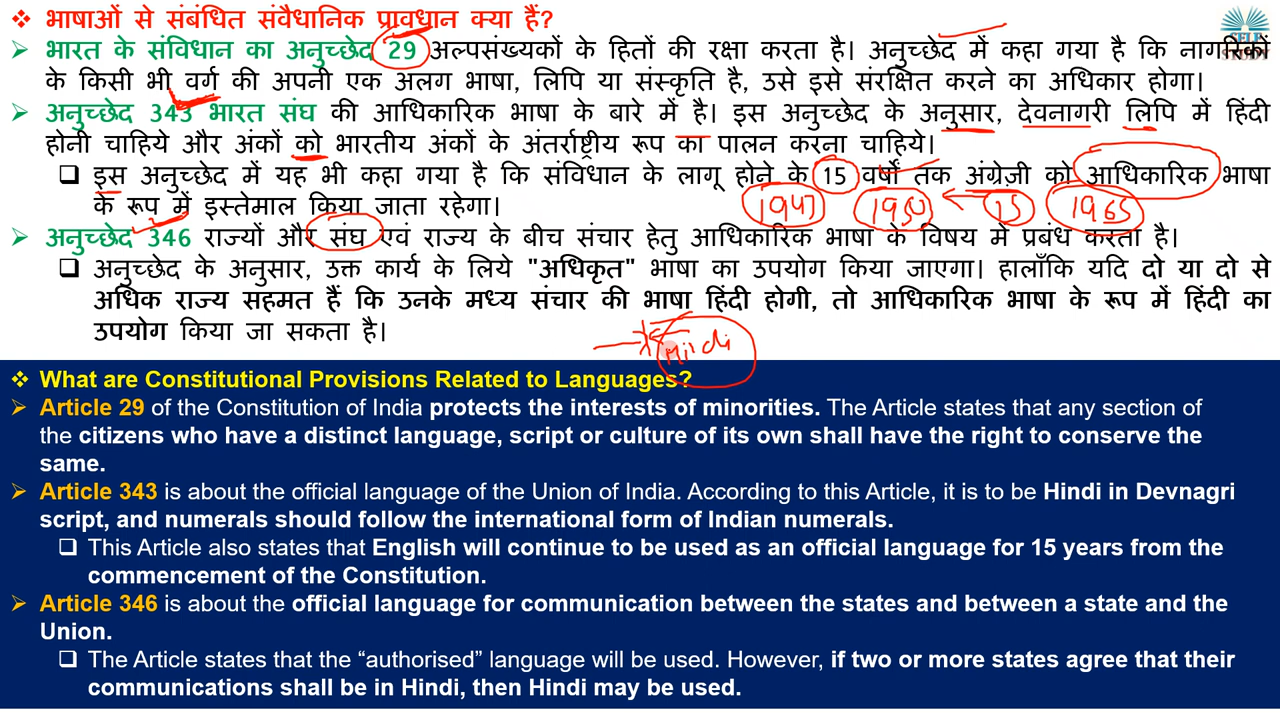 ❖ भाषाओं से संबंधित संवैधानिक प्रावधान क्या हैं?
SELF STUDY
➢ भारत के संविधान का अनुच्छेद 29 अल्पसंख्यकों के हितों की रक्षा करता है। अनुच्छेद में कहा गया है कि नागरिकों
के किसी भी वर्ग की अपनी एक अलग भाषा, लिपि या संस्कृति है, उसे इसे संरक्षित करने का अधिकार होगा।
➢ अनुच्छेद 343 भारत संघ की आधिकारिक भाषा के बारे में है। इस अनुच्छेद के अनुसार, देवनागरी लिपि में हिंदी
होनी चाहिये और अंकों को भारतीय अंकों के अंतर्राष्ट्रीय रूप का पालन करना चाहिये।
❑ इस अनुच्छेद में यह भी कहा गया है कि संविधान के लागू होने के 15 वर्षों तक अंग्रेज़ी को आधिकारिक भाषा
के रूप में इस्तेमाल किया जाता रहेगा।
1947 1950 15 1965
➢ अनुच्छेद 346 राज्यों और संघ एवं राज्य के बीच संचार हेतु आधिकारिक भाषा के विषय में प्रबंध करता है।
❑ अनुच्छेद के अनुसार, उक्त कार्य के लिये "अधिकृत" भाषा का उपयोग किया जाएगा। हालाँकि यदि दो या दो से
अधिक राज्य सहमत हैं कि उनके मध्य संचार की भाषा हिंदी होगी, तो आधिकारिक भाषा के रूप में हिंदी का
उपयोग किया जा सकता है।
Hindi
❖ What are Constitutional Provisions Related to Languages?
➢ Article 29 of the Constitution of India protects the interests of minorities. The Article states that any section of
the citizens who have a distinct language, script or culture of its own shall have the right to conserve the
same.
➢ Article 343 is about the official language of the Union of India. According to this Article, it is to be Hindi in Devnagri
script, and numerals should follow the international form of Indian numerals.
❑ This Article also states that English will continue to be used as an official language for 15 years from the
commencement of the Constitution.
➢ Article 346 is about the official language for communication between the states and between a state and the
Union.
❑ The Article states that the “authorised” language will be used. However, if two or more states agree that their
communications shall be in Hindi, then Hindi may be used.